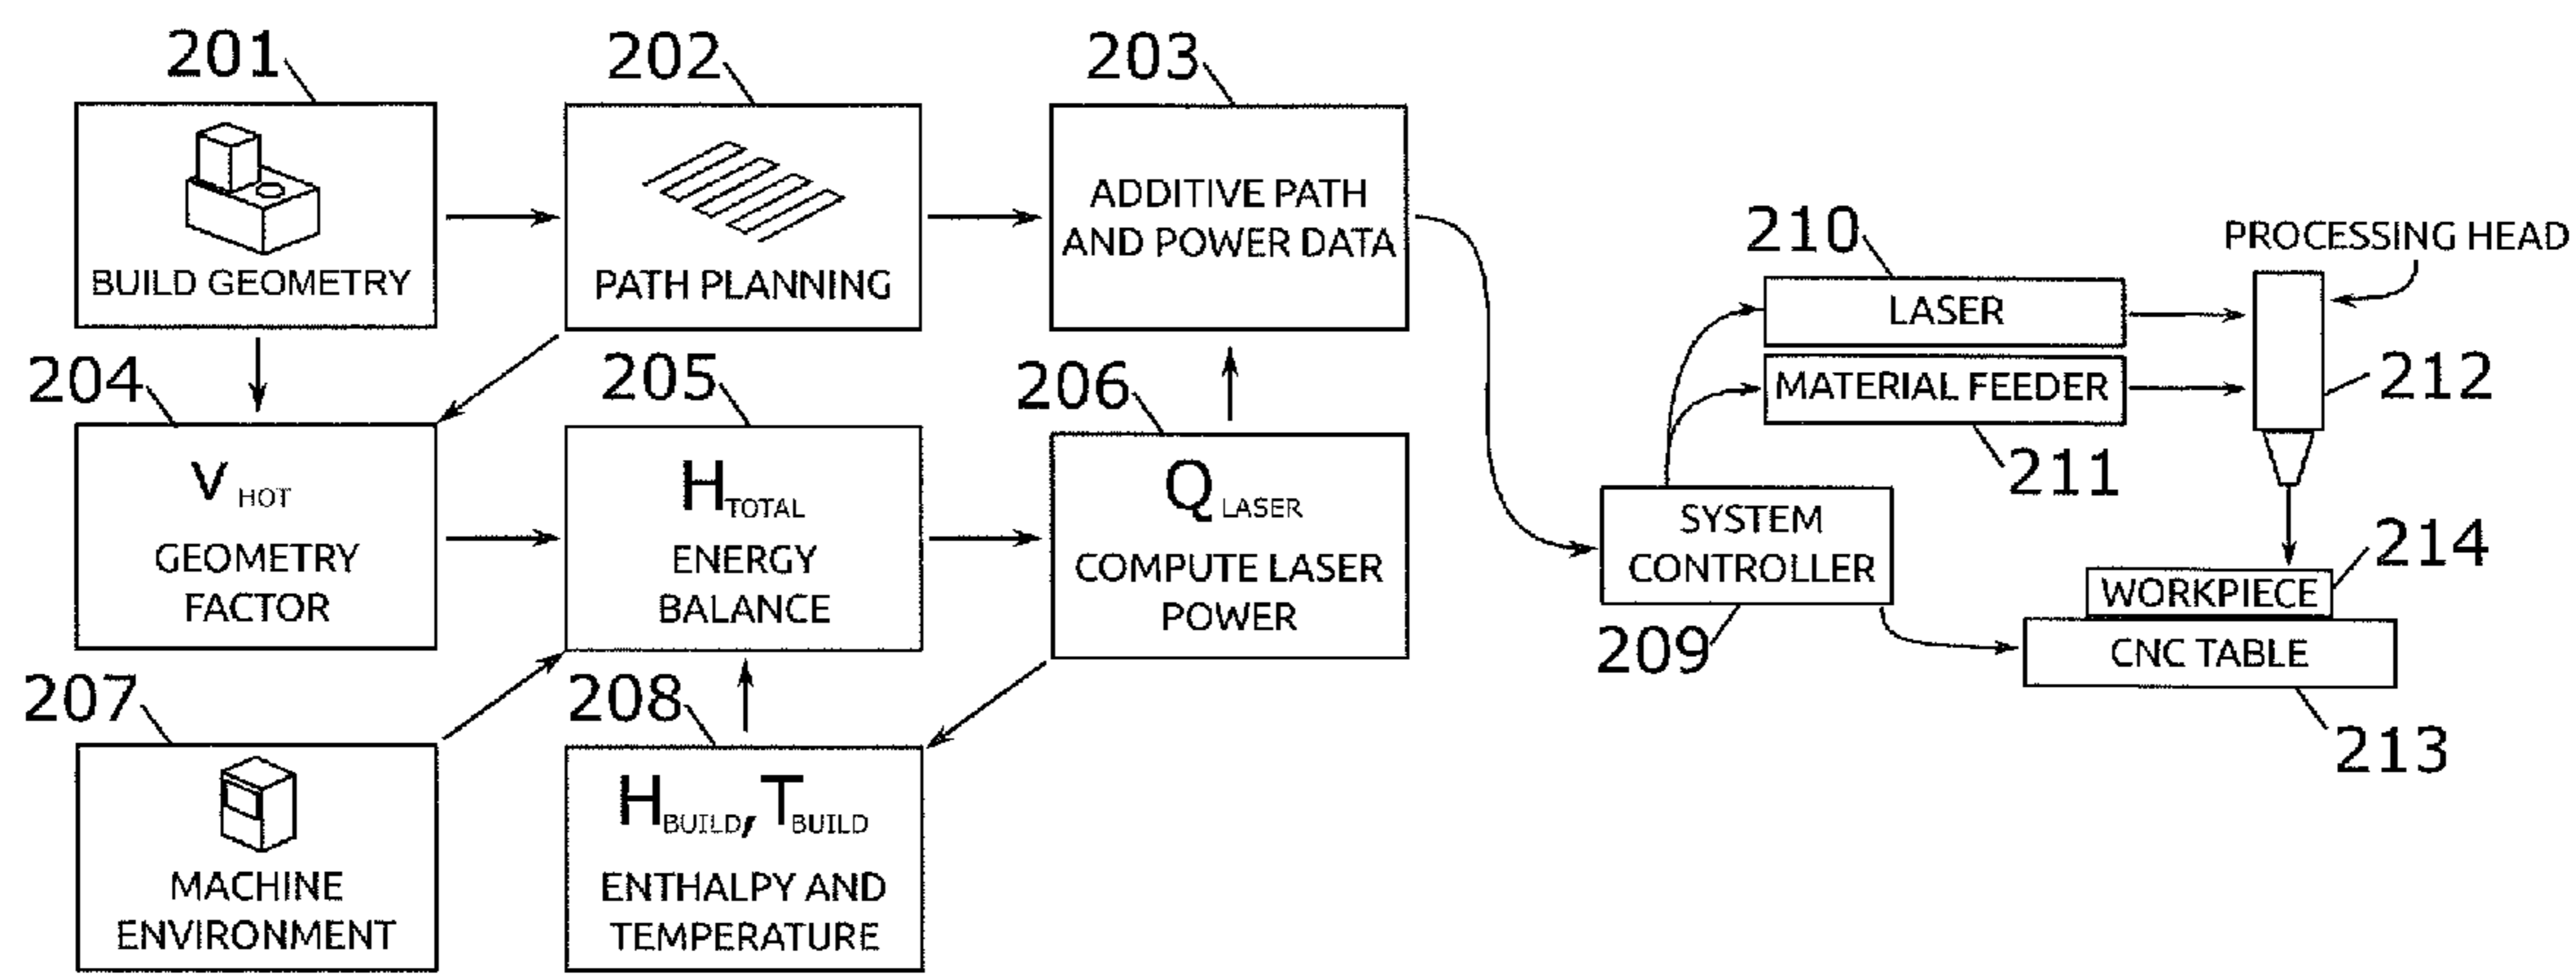 201
BUILD GEOMETRY
202
PATH PLANNING
203
ADDITIVE PATH
AND POWER DATA
204
V HOT
GEOMETRY
FACTOR
205
H TOTAL
ENERGY
BALANCE
206
Q LASER
COMPUTE LASER
POWER
207
MACHINE
ENVIRONMENT
208
H BUILD, T BUILD
ENTHALPY AND
TEMPERATURE
210
LASER
MATERIAL FEEDER
211
PROCESSING HEAD
212
SYSTEM
CONTROLLER
209
214
WORKPIECE
CNC TABLE
213